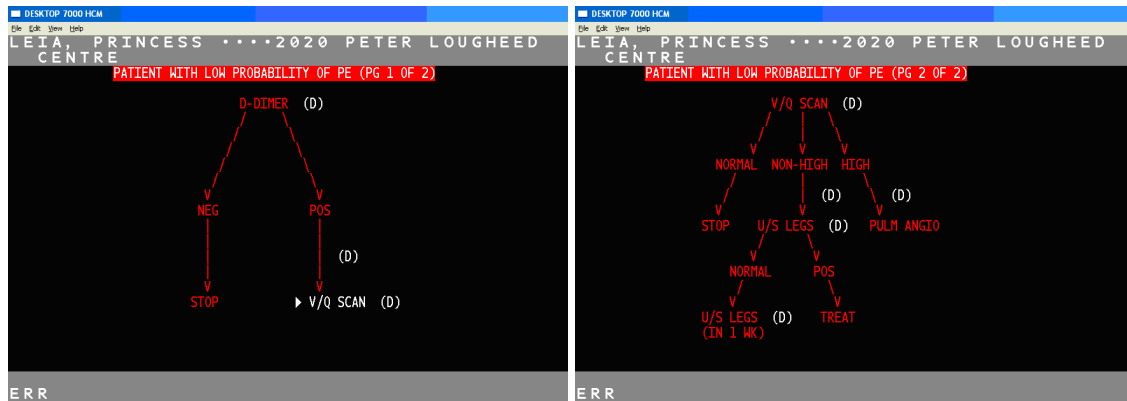 DESKTOP 7000 HCM
File Edit View Help
LEIA, PRINCESS ••••2020 PETER LOUGHEED
CENTRE
PATIENT WITH LOW PROBABILITY OF PE (PG 1 OF 2)
D-DIMER (D)
NEG POS
(D)
STOP V/Q SCAN (D)
ERR
DESKTOP 7000 HCM
File Edit View Help
LEIA, PRINCESS ••••2020 PETER LOUGHEED
CENTRE
PATIENT WITH LOW PROBABILITY OF PE (PG 2 OF 2)
V/Q SCAN (D)
NORMAL NON-HIGH HIGH
(D) (D)
STOP U/S LEGS (D) PULM ANGIO
NORMAL POS
U/S LEGS (D) TREAT
(IN 1 WK)
ERR